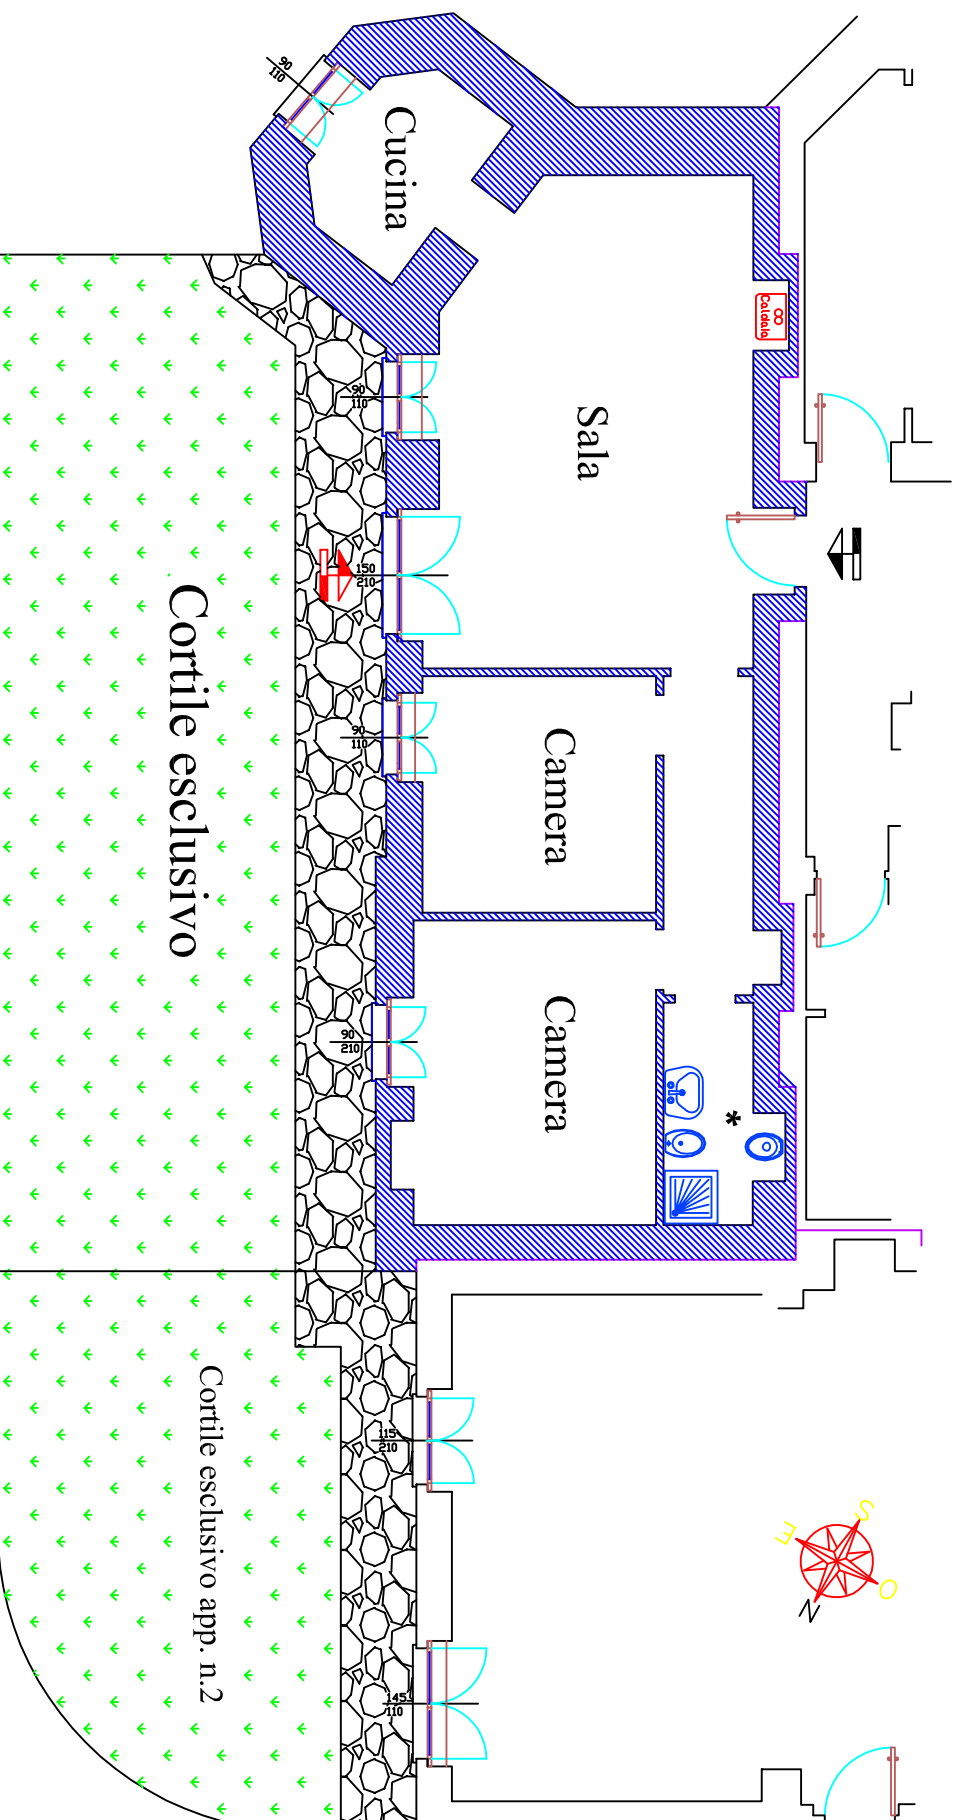 Cucina
90
110
Caldaia
Sala
90
110
150
210
Camera
90
110
Cortile esclusivo
Camera
90
210
*
Cortile esclusivo app. n.2
115
210
145
110
S
E
O
N